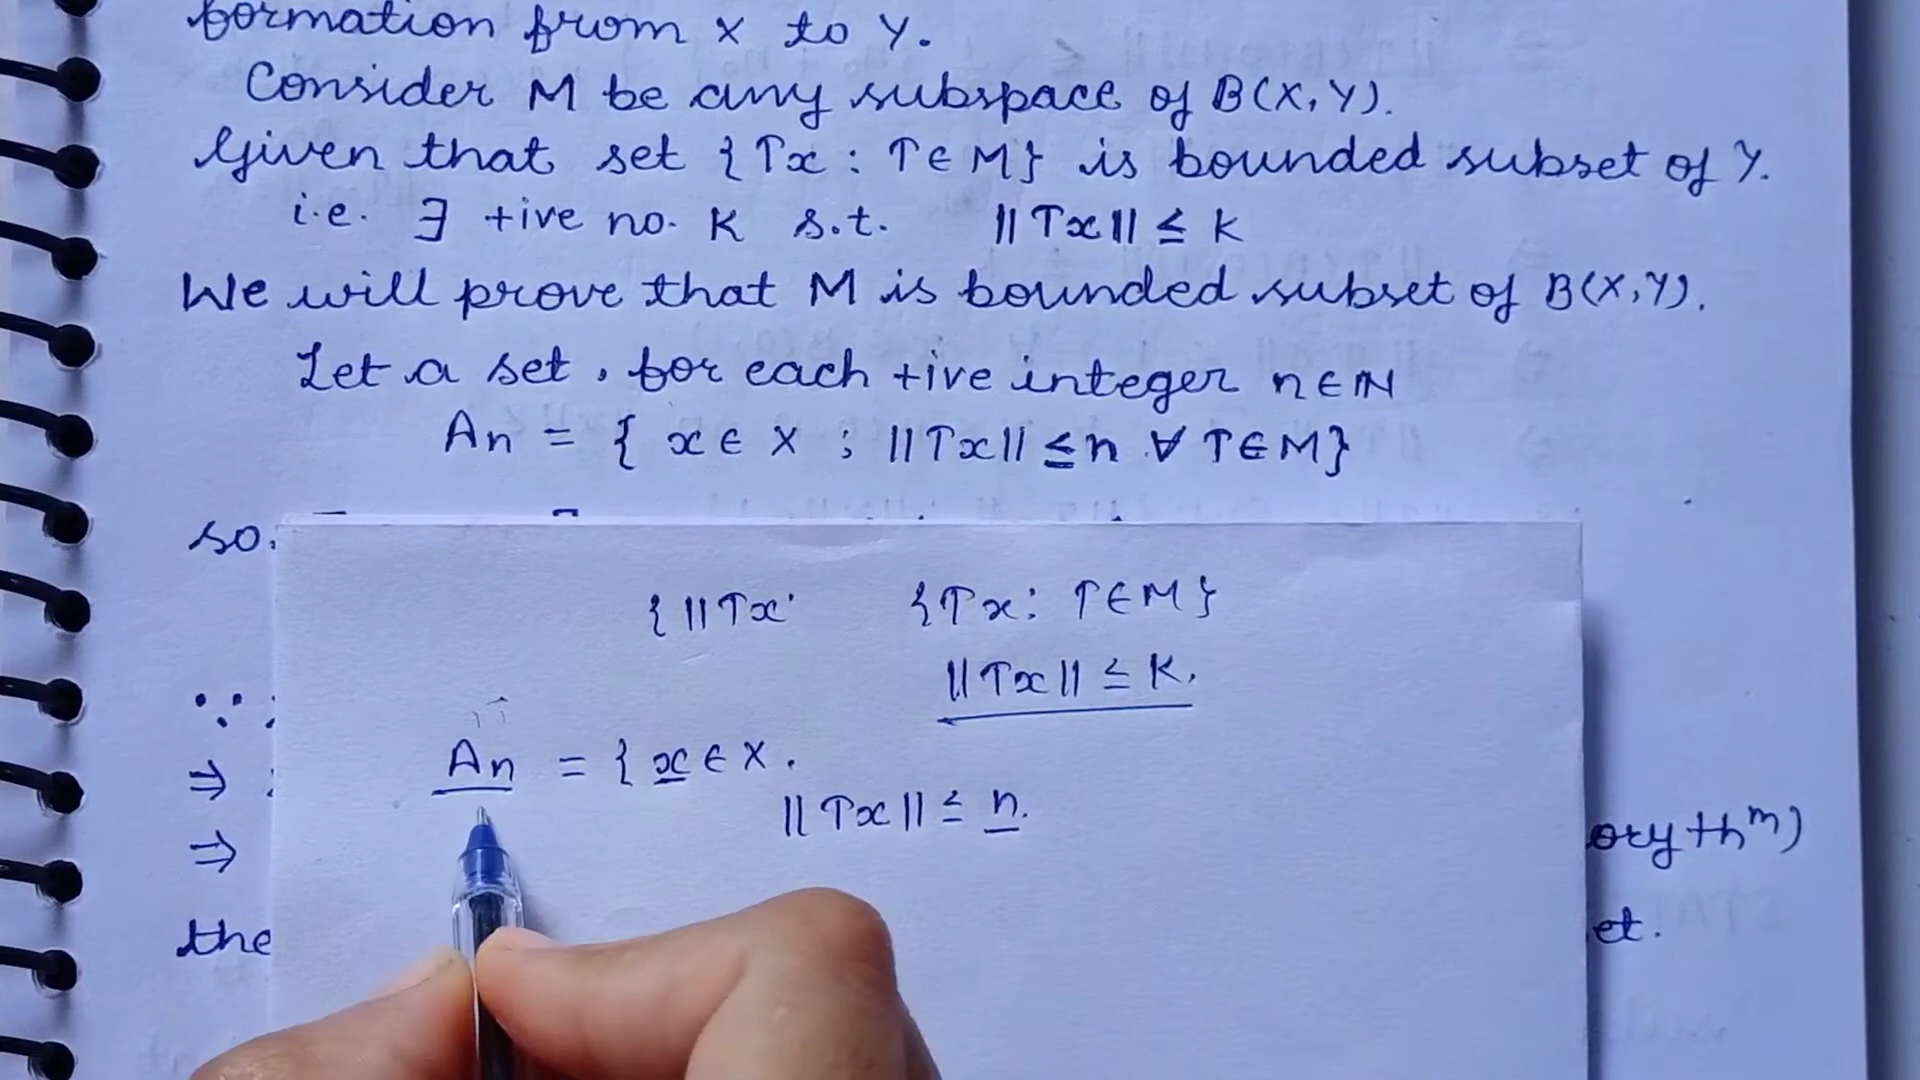 formation from X to Y.
Consider M be any subspace of B(X,Y).
Given that set {Tx : T∈M} is bounded subset of Y.
i.e. ∃ +ive no. K s.t. ||Tx|| ≤ K
We will prove that M is bounded subset of B(X,Y).
Let a set, for each +ive integer n∈ℕ
An = { x∈X ; ||Tx|| ≤ n ∀ T∈M}
so,
{||Tx {Tx: T∈M}
||Tx|| ≤ K.
∵
An = { x∈X.
⇒
||Tx|| ≤ n.
⇒ ory thm)
the et.